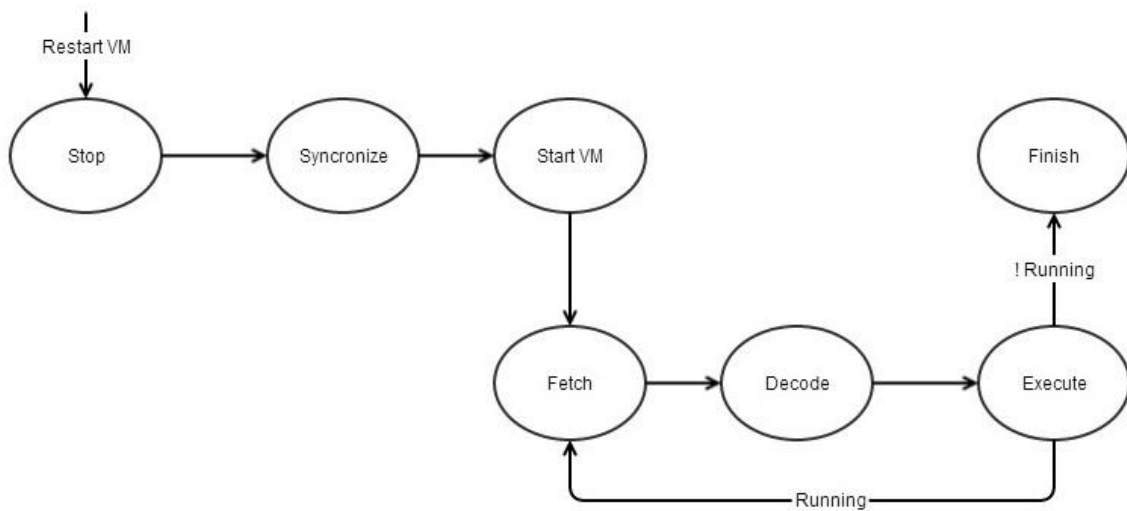 Restart VM
Stop
Syncronize
Start VM
Finish
! Running
Fetch
Decode
Execute
Running